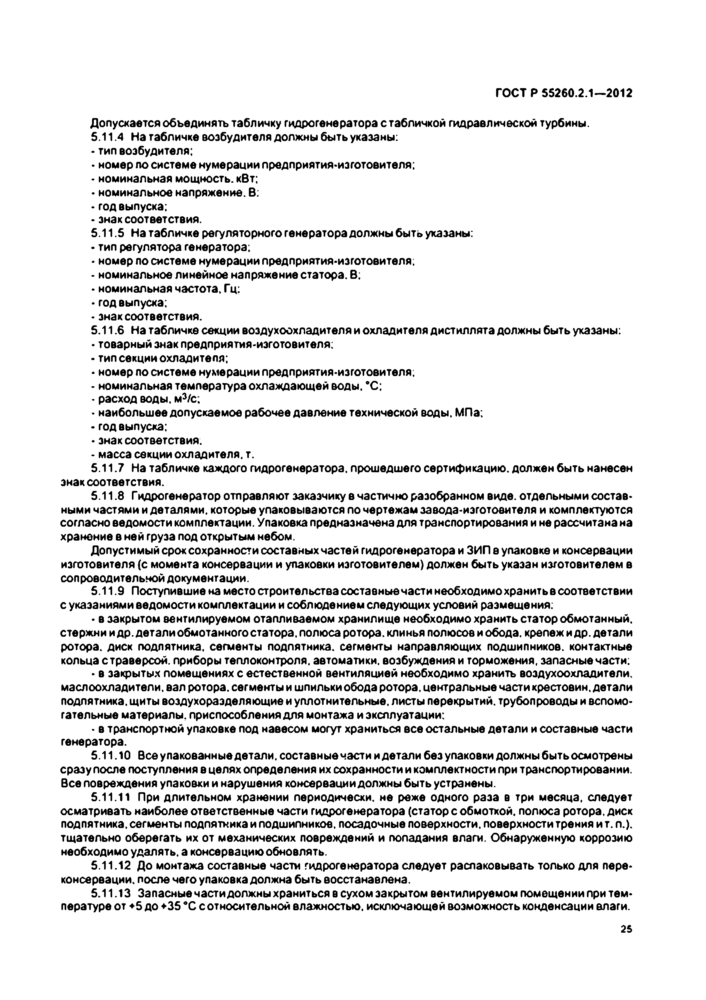 ГОСТ Р 55260.2.1—2012
Допускается объединять табличку гидрогенератора с табличкой гидравлической турбины.
5.11.4 На табличке возбудителя должны быть указаны:
- тип возбудителя;
- номер по системе нумерации предприятия-изготовителя;
- номинальная мощность, кВт;
- номинальное напряжение, В;
- год выпуска;
- знак соответствия.
5.11.5 На табличке регуляторного генератора должны быть указаны:
- тип регулятора генератора;
- номер по системе нумерации предприятия-изготовителя;
- номинальное линейное напряжение статора, В;
- номинальная частота, Гц;
- год выпуска;
- знак соответствия.
5.11.6 На табличке секции воздухоохладителя и охладителя дистиллята должны быть указаны:
- товарный знак предприятия-изготовителя;
- тип секции охладителя;
- номер по системе нумерации предприятия-изготовителя;
- номинальная температура охлаждающей воды, °С;
- расход воды, м³/с;
- наибольшее допускаемое рабочее давление технической воды, МПа;
- год выпуска;
- знак соответствия.
- масса секции охладителя, т.
5.11.7 На табличке каждого гидрогенератора, прошедшего сертификацию, должен быть нанесен
знак соответствия.
5.11.8 Гидрогенератор отправляют заказчику в частично разобранном виде, отдельными состав-
ными частями и деталями, которые упаковываются по чертежам завода-изготовителя и комплектуются
согласно ведомости комплектации. Упаковка предназначена для транспортирования и не рассчитана на
хранение в ней груза под открытым небом.
Допустимый срок сохранности составных частей гидрогенератора и ЗИП в упаковке и консервации
изготовителя (с момента консервации и упаковки изготовителем) должен быть указан изготовителем в
сопроводительной документации.
5.11.9 Поступившие на место строительства составные части необходимо хранить в соответствии
с указаниями ведомости комплектации и соблюдением следующих условий размещения:
- в закрытом вентилируемом отапливаемом хранилище необходимо хранить статор обмотанный,
стержни и др. детали обмотанного статора, полюса ротора, клинья полюсов и обода, крепеж и др. детали
ротора, диск подпятника, сегменты подпятника, сегменты направляющих подшипников, контактные
кольца с траверсой, приборы теплоконтроля, автоматики, возбуждения и торможения, запасные части;
- в закрытых помещениях с естественной вентиляцией необходимо хранить воздухоохладители,
маслоохладители, вал ротора, сегменты и шпильки обода ротора, центральные части крестовин, детали
подпятника, щиты воздухоразделяющие и уплотнительные, листы перекрытий, трубопроводы и вспомо-
гательные материалы, приспособления для монтажа и эксплуатации;
- в транспортной упаковке под навесом могут храниться все остальные детали и составные части
генератора.
5.11.10 Все упакованные детали, составные части и детали без упаковки должны быть осмотрены
сразу после поступления в целях определения их сохранности и комплектности при транспортировании.
Все повреждения упаковки и нарушения консервации должны быть устранены.
5.11.11 При длительном хранении периодически, не реже одного раза в три месяца, следует
осматривать наиболее ответственные части гидрогенератора (статор с обмоткой, полюса ротора, диск
подпятника, сегменты подпятника и подшипников, посадочные поверхности, поверхности трения и т. п.),
тщательно оберегать их от механических повреждений и попадания влаги. Обнаруженную коррозию
необходимо удалять, а консервацию обновлять.
5.11.12 До монтажа составные части гидрогенератора следует распаковывать только для пере-
консервации, после чего упаковка должна быть восстанавлена.
5.11.13 Запасные части должны храниться в сухом закрытом вентилируемом помещении при тем-
пературе от +5 до +35 °С с относительной влажностью, исключающей возможность конденсации влаги.
25